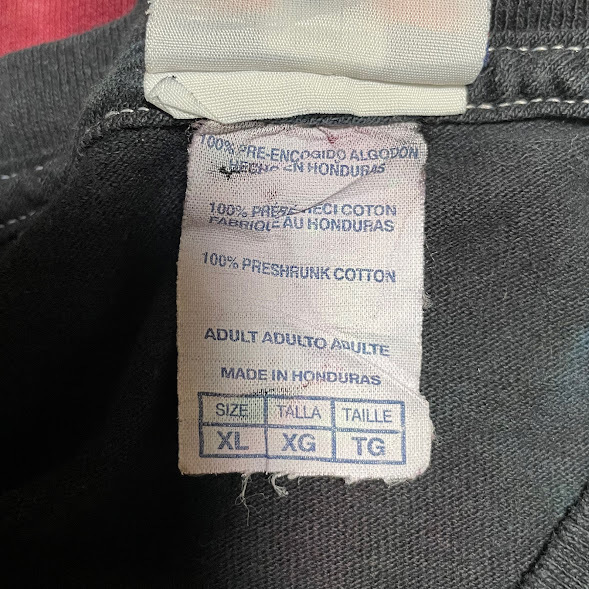 100% PRE-ENCOGIDO ALGODON
HECHO EN HONDURAS
100% PRÉRÉTRECI COTON
FABRIQUÉ AU HONDURAS
100% PRESHRUNK COTTON
ADULT ADULTO ADULTE
MADE IN HONDURAS
SIZE TALLA TAILLE
XL XG TG